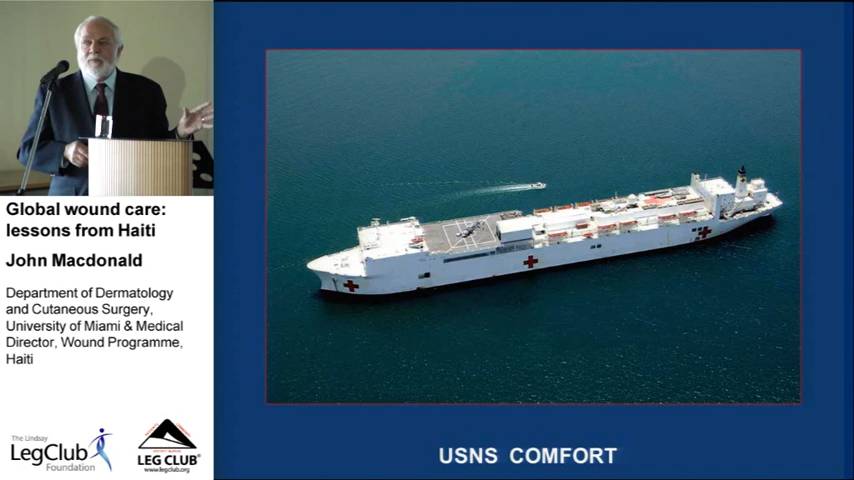 Global wound care:
lessons from Haiti
John Macdonald
Department of Dermatology
and Cutaneous Surgery,
University of Miami & Medical
Director, Wound Programme,
Haiti
The Lindsay
LegClub
Foundation
LEG CLUB®
www.legclub.org
USNS COMFORT